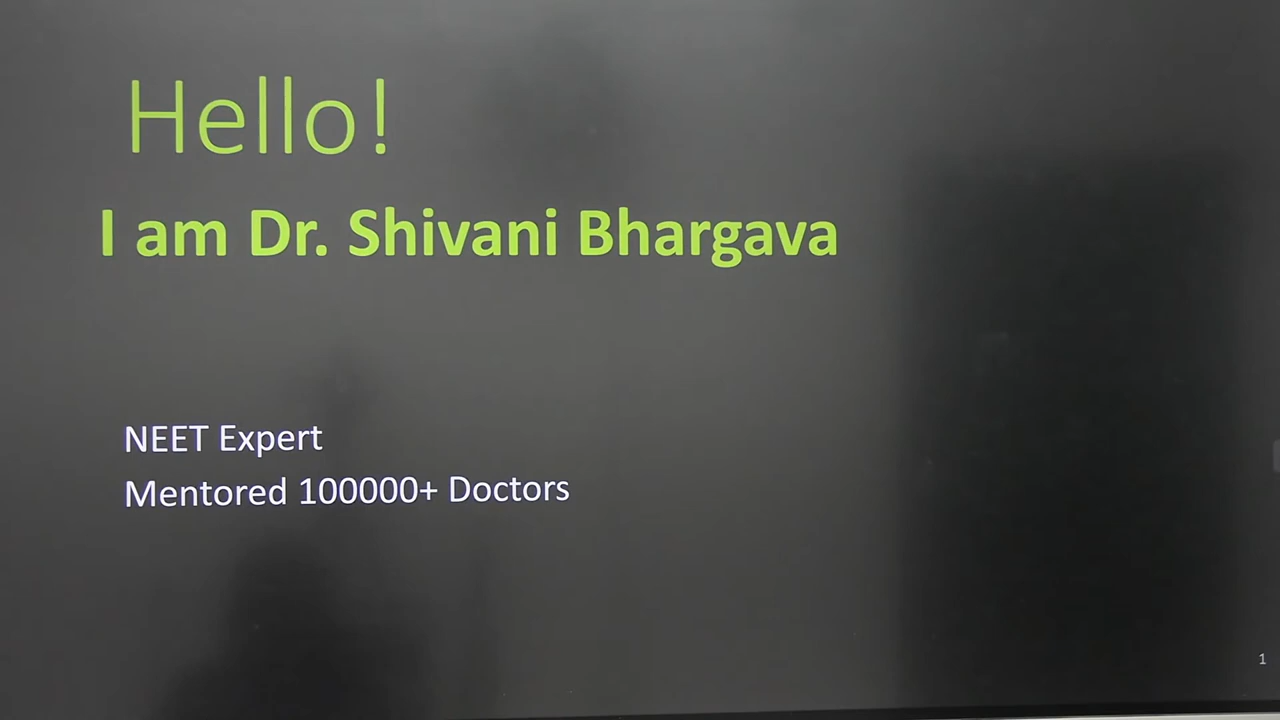 Hello!
I am Dr. Shivani Bhargava
NEET Expert
Mentored 100000+ Doctors
1